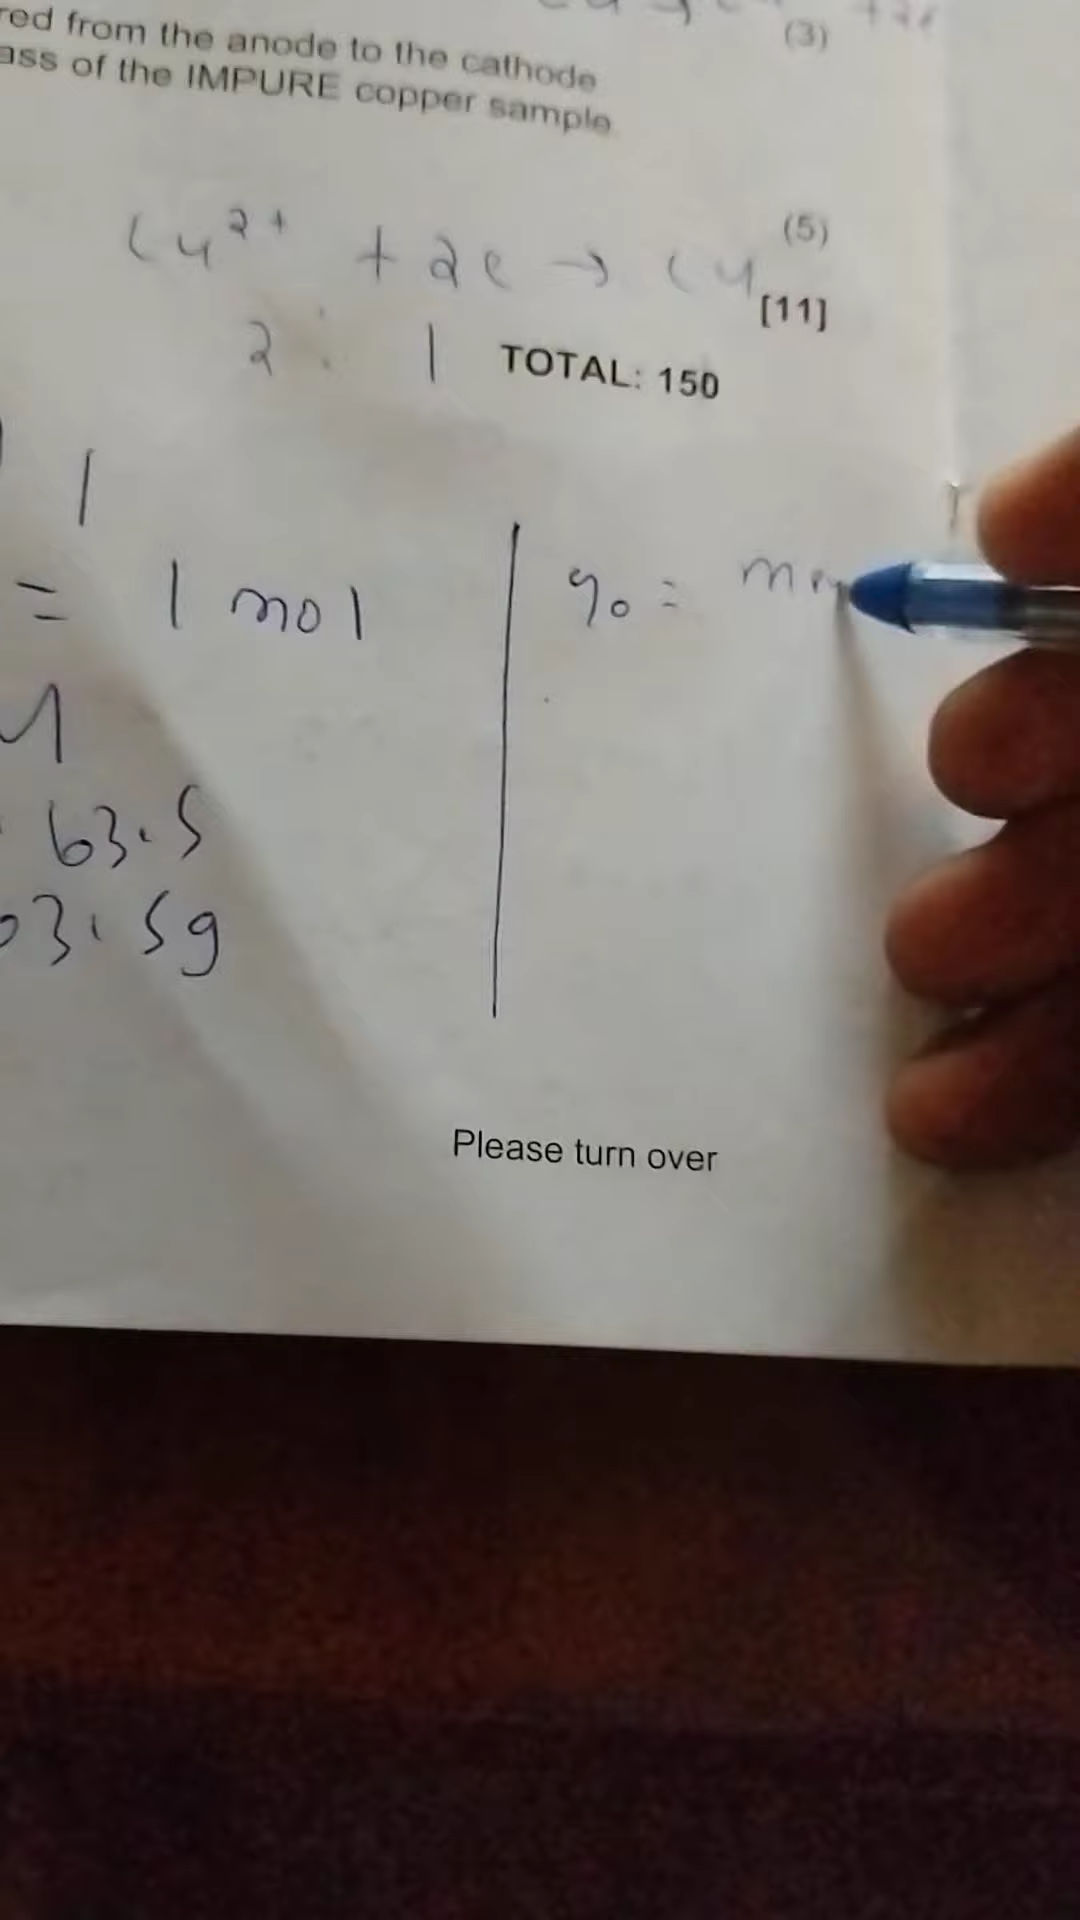 (3)
red from the anode to the cathode
ass of the IMPURE copper sample.
(5)
Cu²⁺ + 2e → Cu
[11]
2 : 1
TOTAL: 150
1
= 1 mol
% =
63.5
63.5g
Please turn over